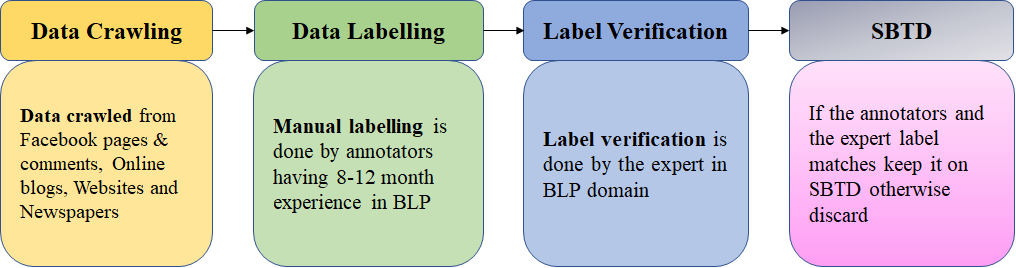 Data Crawling
Data Labelling
Label Verification
SBTD
Data crawled from
Facebook pages &
comments, Online
blogs, Websites and
Newspapers
Manual labelling is
done by annotators
having 8-12 month
experience in BLP
Label verification is
done by the expert in
BLP domain
If the annotators and
the expert label
matches keep it on
SBTD otherwise
discard